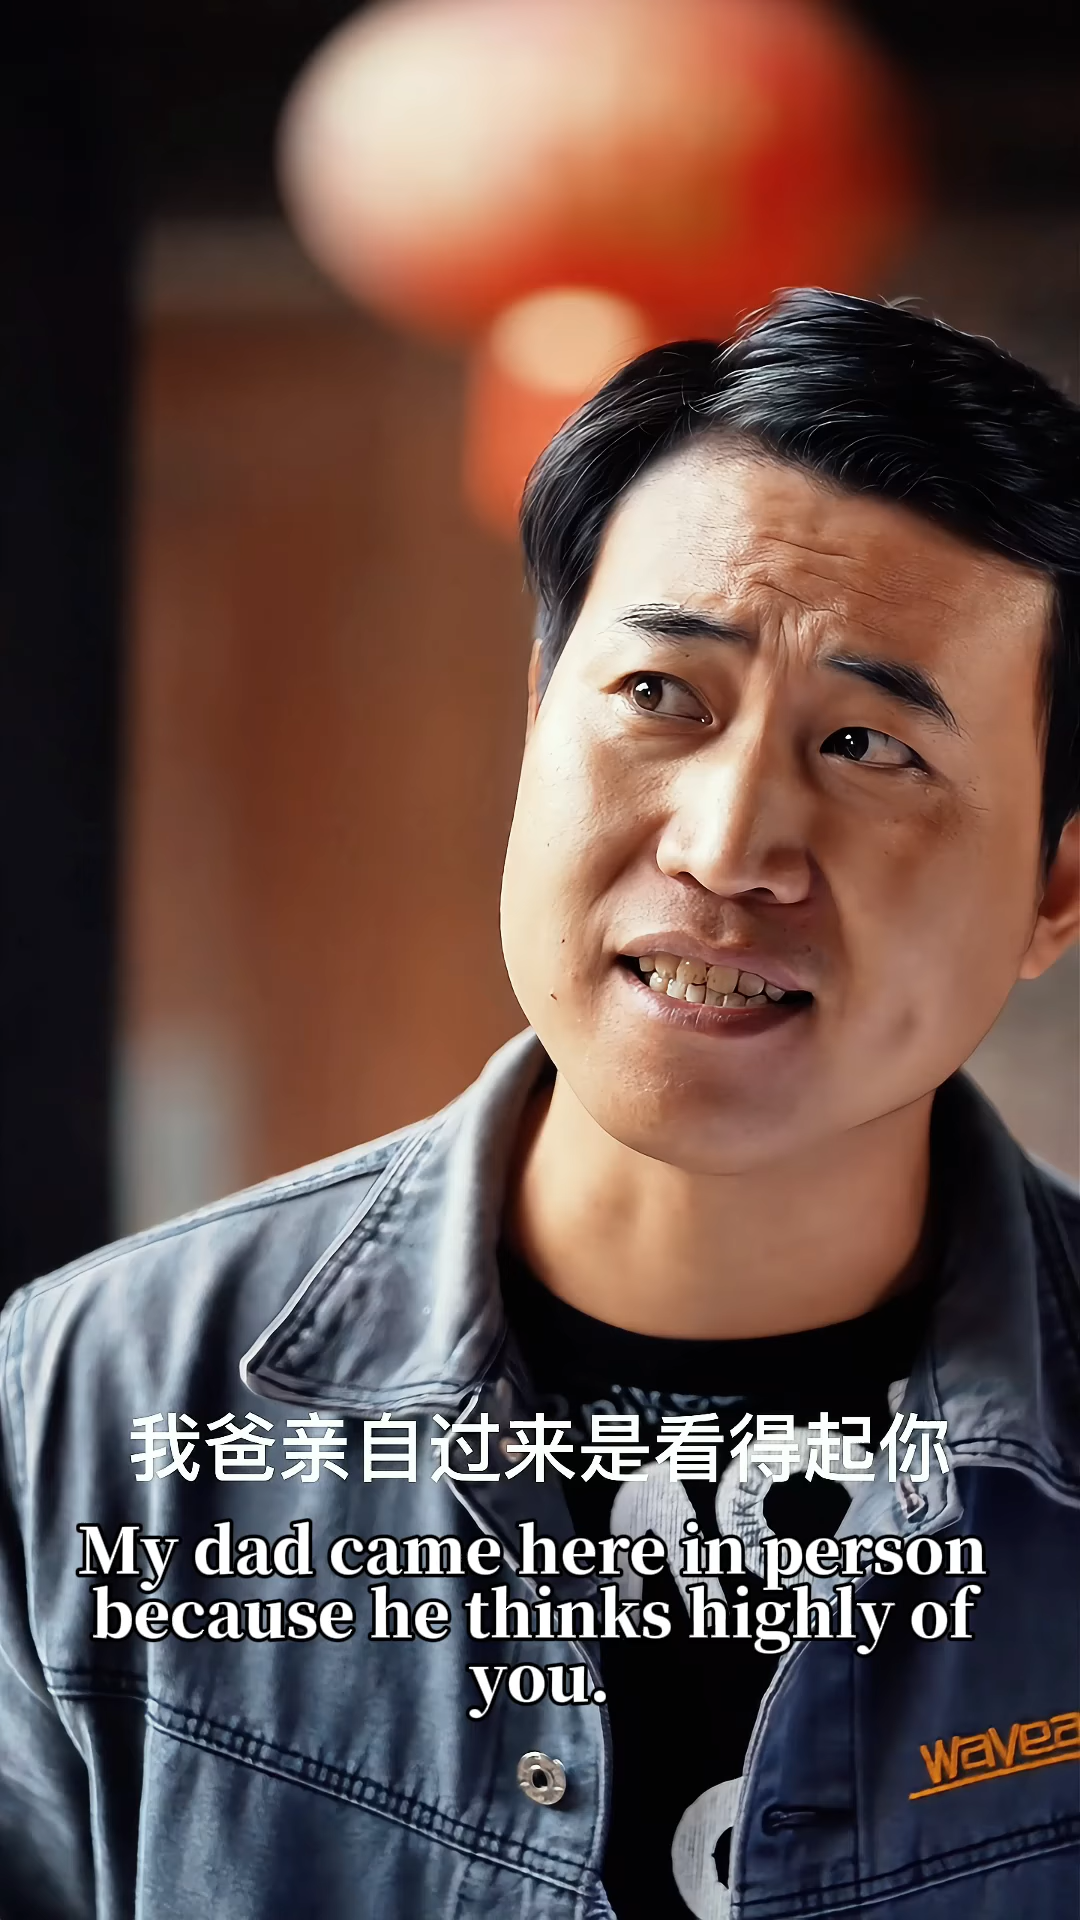 我爸亲自过来是看得起你
My dad came here in person
because he thinks highly of
you.